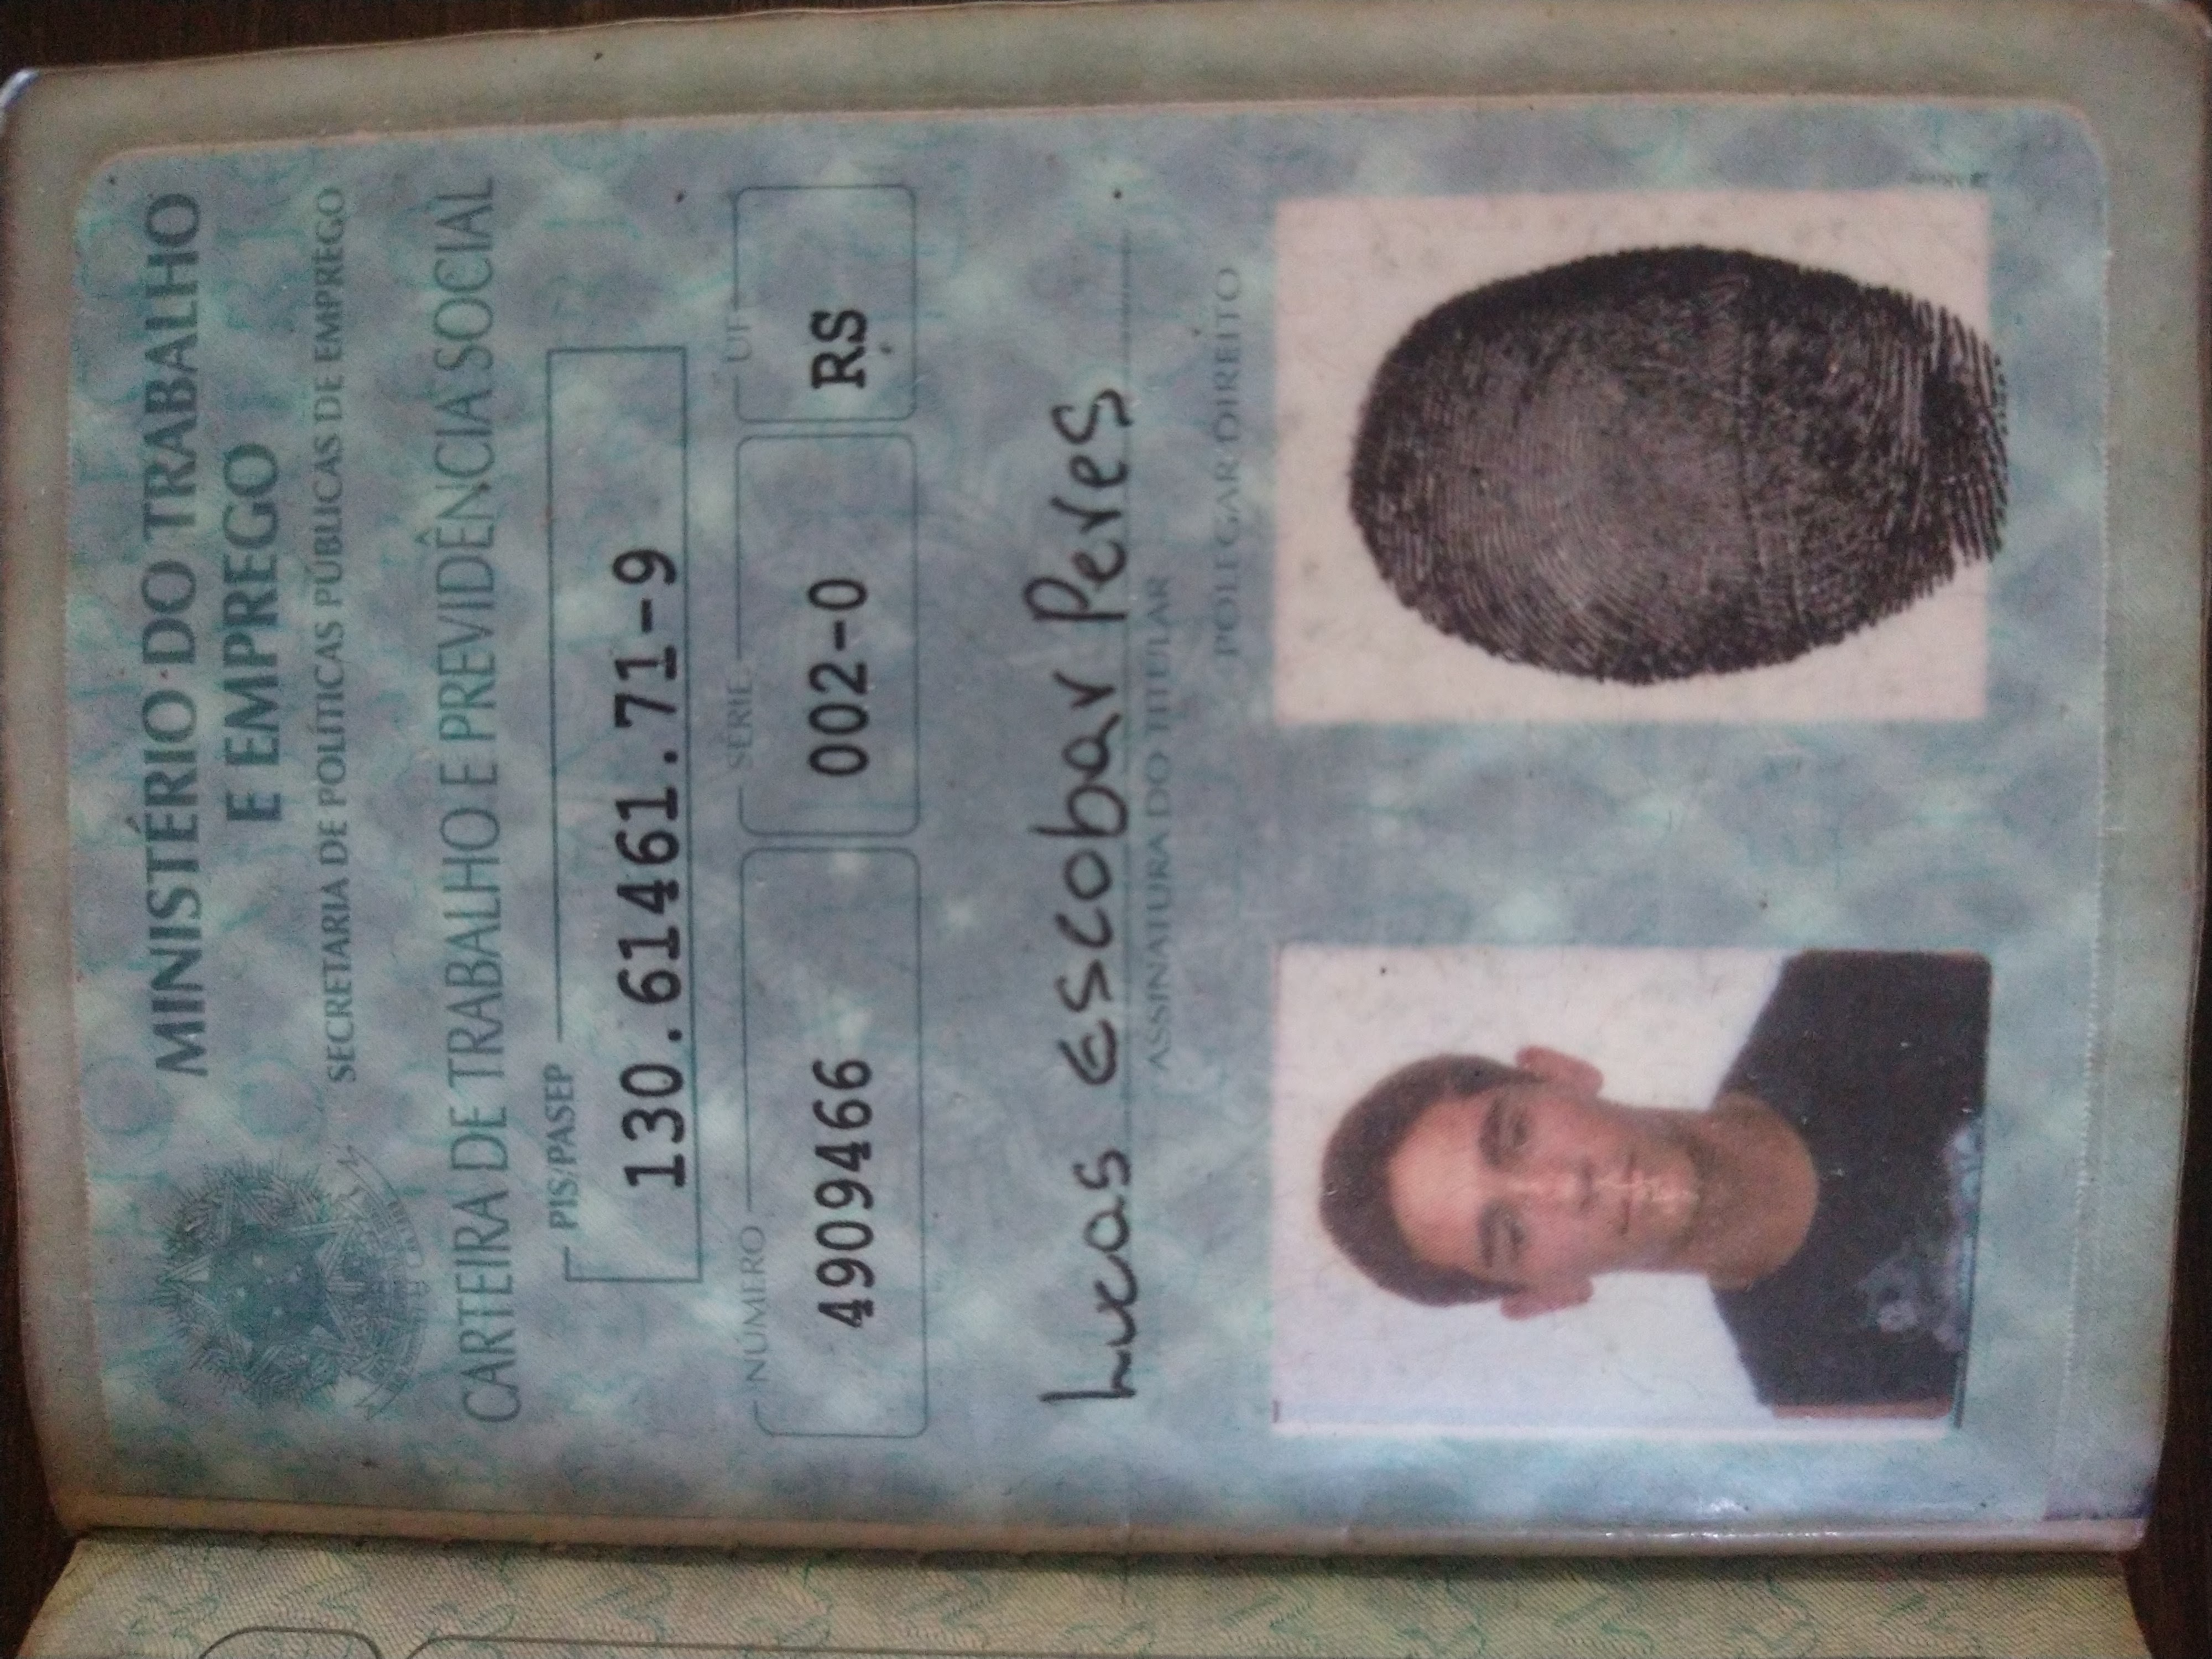 MINISTÉRIO DO TRABALHO
E EMPREGO
SECRETARIA DE POLÍTICAS PÚBLICAS DE EMPREGO
CARTEIRA DE TRABALHO E PREVIDÊNCIA SOCIAL
PIS/PASEP
130.61461.71-9
NÚMERO SÉRIE UF
4909466 002-0 RS
Lucas Escobar Peres
ASSINATURA DO TITULAR
POLEGAR DIREITO